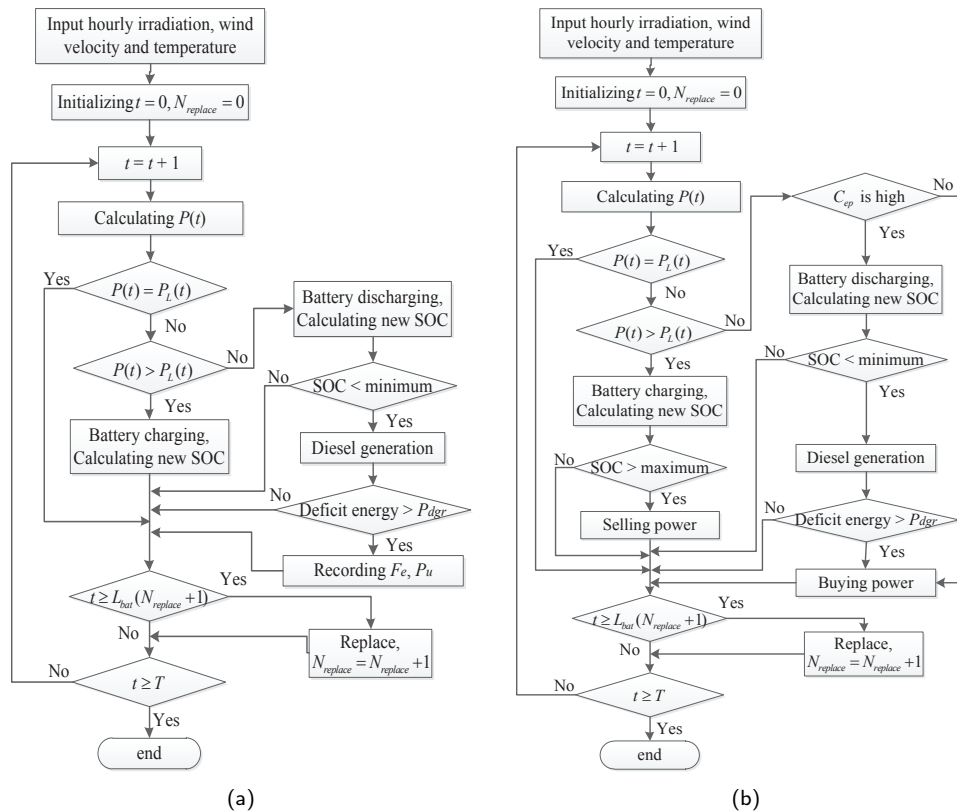 Input hourly irradiation, wind
velocity and temperature
Initializing t = 0, N_replace = 0
t = t + 1
Calculating P(t)
Yes
P(t) = P_L(t)
No
P(t) > P_L(t)
No
Yes
Battery charging,
Calculating new SOC
Battery discharging,
Calculating new SOC
No
SOC < minimum
Yes
Diesel generation
No
Deficit energy > Pdgr
Yes
Recording Fe, Pu
t ≥ L_bat (N_replace +1)
Yes
No
Replace,
N_replace = N_replace +1
No
t ≥ T
Yes
end
(a)
Input hourly irradiation, wind
velocity and temperature
Initializing t = 0, N_replace = 0
t = t + 1
Calculating P(t)
Yes
P(t) = P_L(t)
No
P(t) > P_L(t)
No
Yes
Battery charging,
Calculating new SOC
No
SOC > maximum
Yes
Selling power
C_ep is high
No
Yes
Battery discharging,
Calculating new SOC
No
SOC < minimum
Yes
Diesel generation
No
Deficit energy > Pdgr
Yes
Buying power
t ≥ L_bat (N_replace +1)
Yes
No
Replace,
N_replace = N_replace +1
No
t ≥ T
Yes
end
(b)